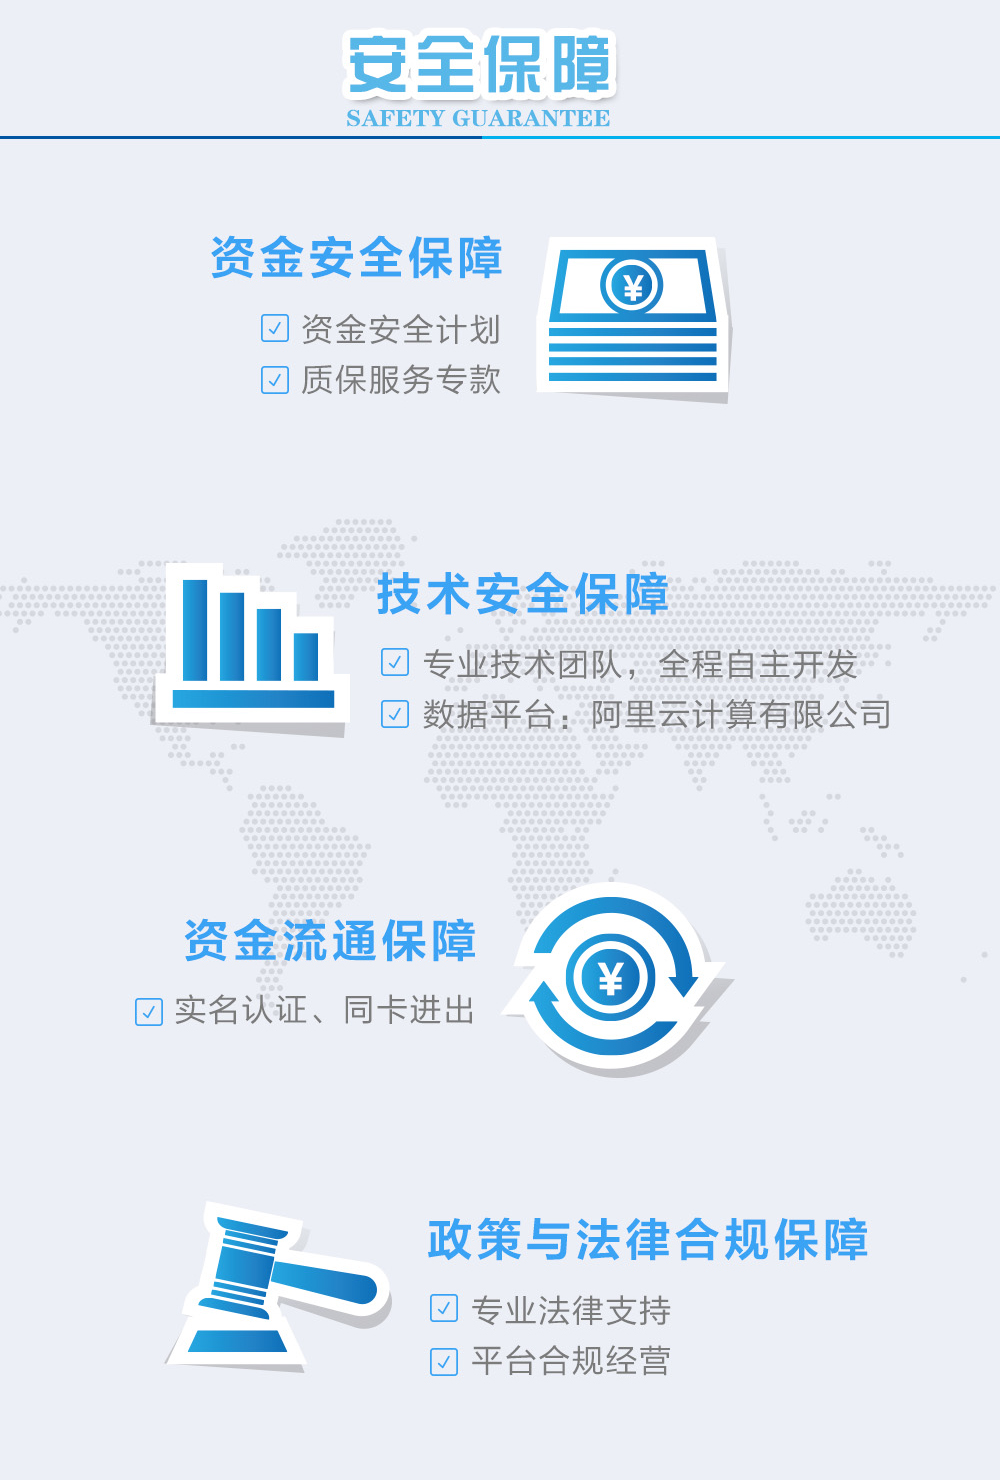 安全保障
SAFETY GUARANTEE
资金安全保障
¥
资金安全计划
质保服务专款
技术安全保障
专业技术团队，全程自主开发
数据平台：阿里云计算有限公司
资金流通保障
¥
实名认证、同卡进出
政策与法律合规保障
专业法律支持
平台合规经营